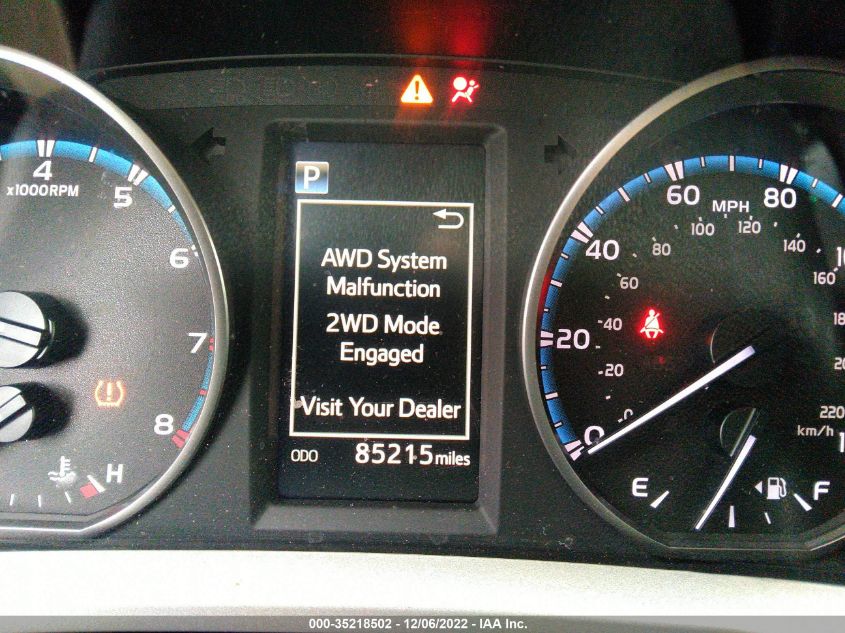 4
5
x1000RPM
6
7
8
H
P
AWD System
Malfunction
2WD Mode
Engaged
Visit Your Dealer
ODO 85215 miles
60 MPH 80
100 120
80 140
40 160
60
20 40
20
0 0
220
km/h
E F
000-35218502 - 12/06/2022 - IAA Inc.